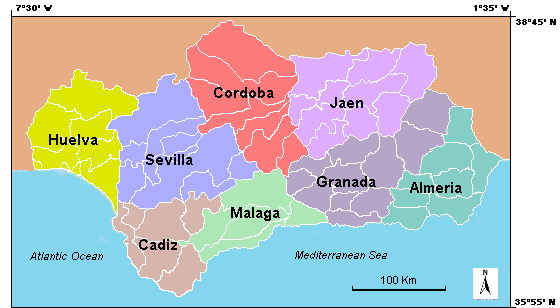 7°30' W
1°35' W
38°45' N
Cordoba
Jaen
Huelva
Sevilla
Granada
Almeria
Malaga
Cadiz
Atlantic Ocean
Mediterranean Sea
100 Km
N
35°55' N